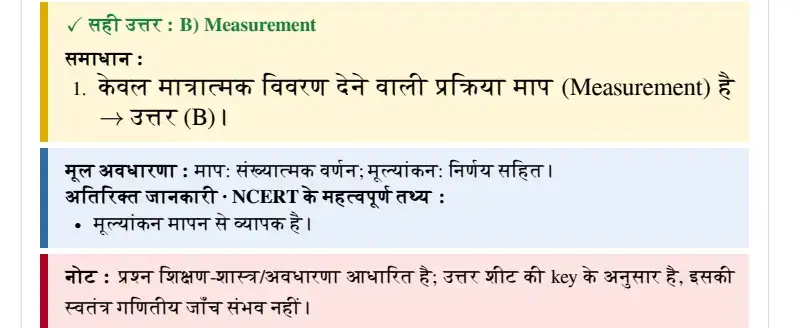 ✓ सही उत्तर : B) Measurement
समाधान :
1. केवल मात्रात्मक विवरण देने वाली प्रक्रिया माप (Measurement) है
→ उत्तर (B)।
मूल अवधारणा : माप: संख्यात्मक वर्णन; मूल्यांकन: निर्णय सहित।
अतिरिक्त जानकारी · NCERT के महत्वपूर्ण तथ्य :
• मूल्यांकन मापन से व्यापक है।
नोट : प्रश्न शिक्षण-शास्त्र/अवधारणा आधारित है; उत्तर शीट की key के अनुसार है, इसकी
स्वतंत्र गणितीय जाँच संभव नहीं।